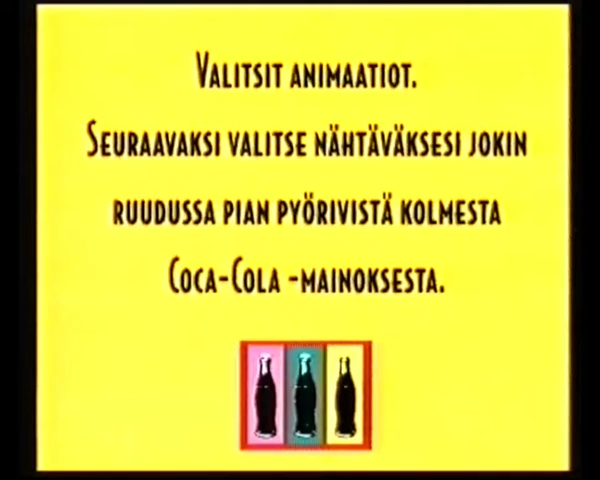 Valitsit animaatiot.
Seuraavaksi valitse nähtäväksesi jokin
ruudussa pian pyörivistä kolmesta
Coca-Cola -mainoksesta.